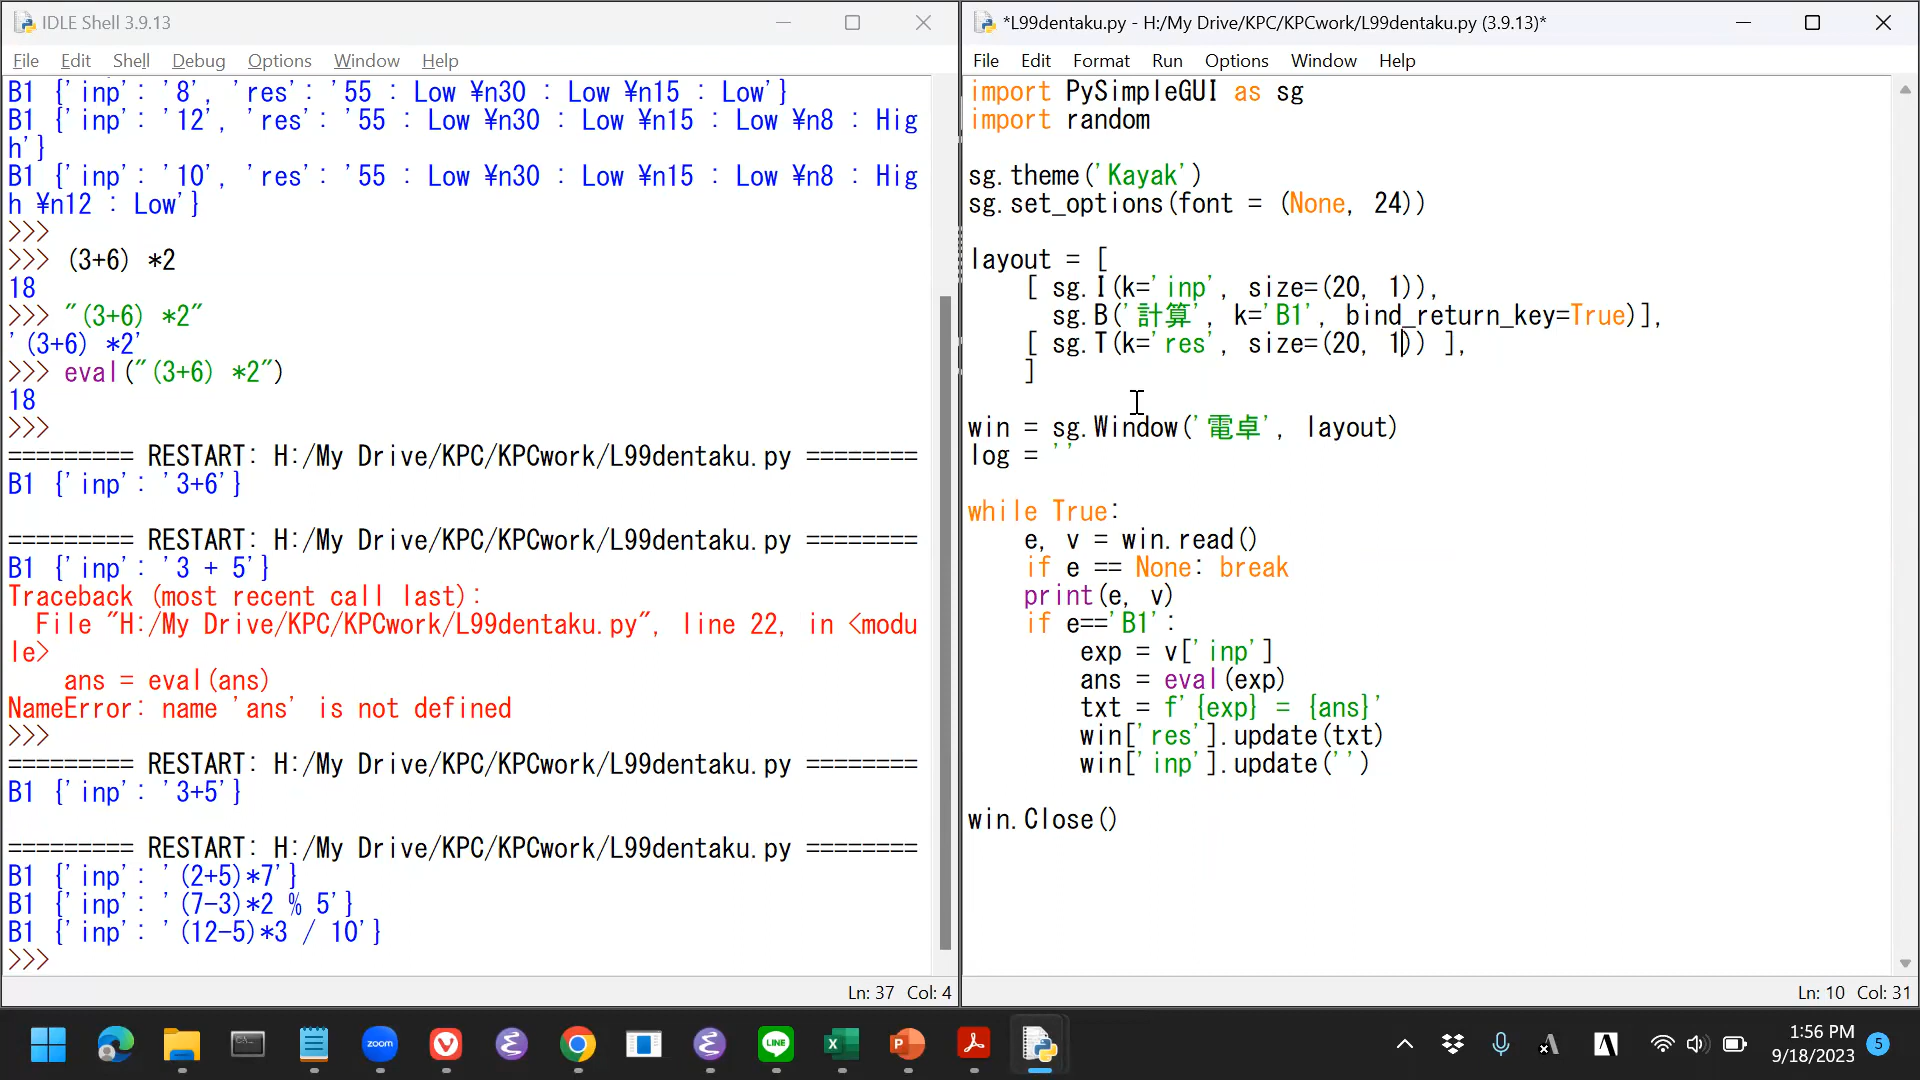 IDLE Shell 3.9.13
File Edit Shell Debug Options Window Help
B1 {'inp': '8', 'res': '55 : Low ¥n30 : Low ¥n15 : Low'}
B1 {'inp': '12', 'res': '55 : Low ¥n30 : Low ¥n15 : Low ¥n8 : Hig
h'}
B1 {'inp': '10', 'res': '55 : Low ¥n30 : Low ¥n15 : Low ¥n8 : Hig
h ¥n12 : Low'}
>>>
>>> (3+6) *2
18
>>> "(3+6) *2"
'(3+6) *2'
>>> eval("(3+6) *2")
18
>>>
========= RESTART: H:/My Drive/KPC/KPCwork/L99dentaku.py ========
B1 {'inp': '3+6'}
========= RESTART: H:/My Drive/KPC/KPCwork/L99dentaku.py ========
B1 {'inp': '3 + 5'}
Traceback (most recent call last):
  File "H:/My Drive/KPC/KPCwork/L99dentaku.py", line 22, in <modu
le>
    ans = eval(ans)
NameError: name 'ans' is not defined
>>>
========= RESTART: H:/My Drive/KPC/KPCwork/L99dentaku.py ========
B1 {'inp': '3+5'}
========= RESTART: H:/My Drive/KPC/KPCwork/L99dentaku.py ========
B1 {'inp': '(2+5)*7'}
B1 {'inp': '(7-3)*2 % 5'}
B1 {'inp': '(12-5)*3 / 10'}
>>>
Ln: 37 Col: 4
*L99dentaku.py - H:/My Drive/KPC/KPCwork/L99dentaku.py (3.9.13)*
File Edit Format Run Options Window Help
import PySimpleGUI as sg
import random
sg.theme('Kayak')
sg.set_options(font = (None, 24))
layout = [
    [ sg.I(k='inp', size=(20, 1)),
      sg.B('計算', k='B1', bind_return_key=True)],
    [ sg.T(k='res', size=(20, 1)) ],
    ]
win = sg.Window('電卓', layout)
log = ''
while True:
    e, v = win.read()
    if e == None: break
    print(e, v)
    if e=='B1':
        exp = v['inp']
        ans = eval(exp)
        txt = f'{exp} = {ans}'
        win['res'].update(txt)
        win['inp'].update('')
win.Close()
Ln: 10 Col: 31
zoom
LINE
A
1:56 PM
9/18/2023
5